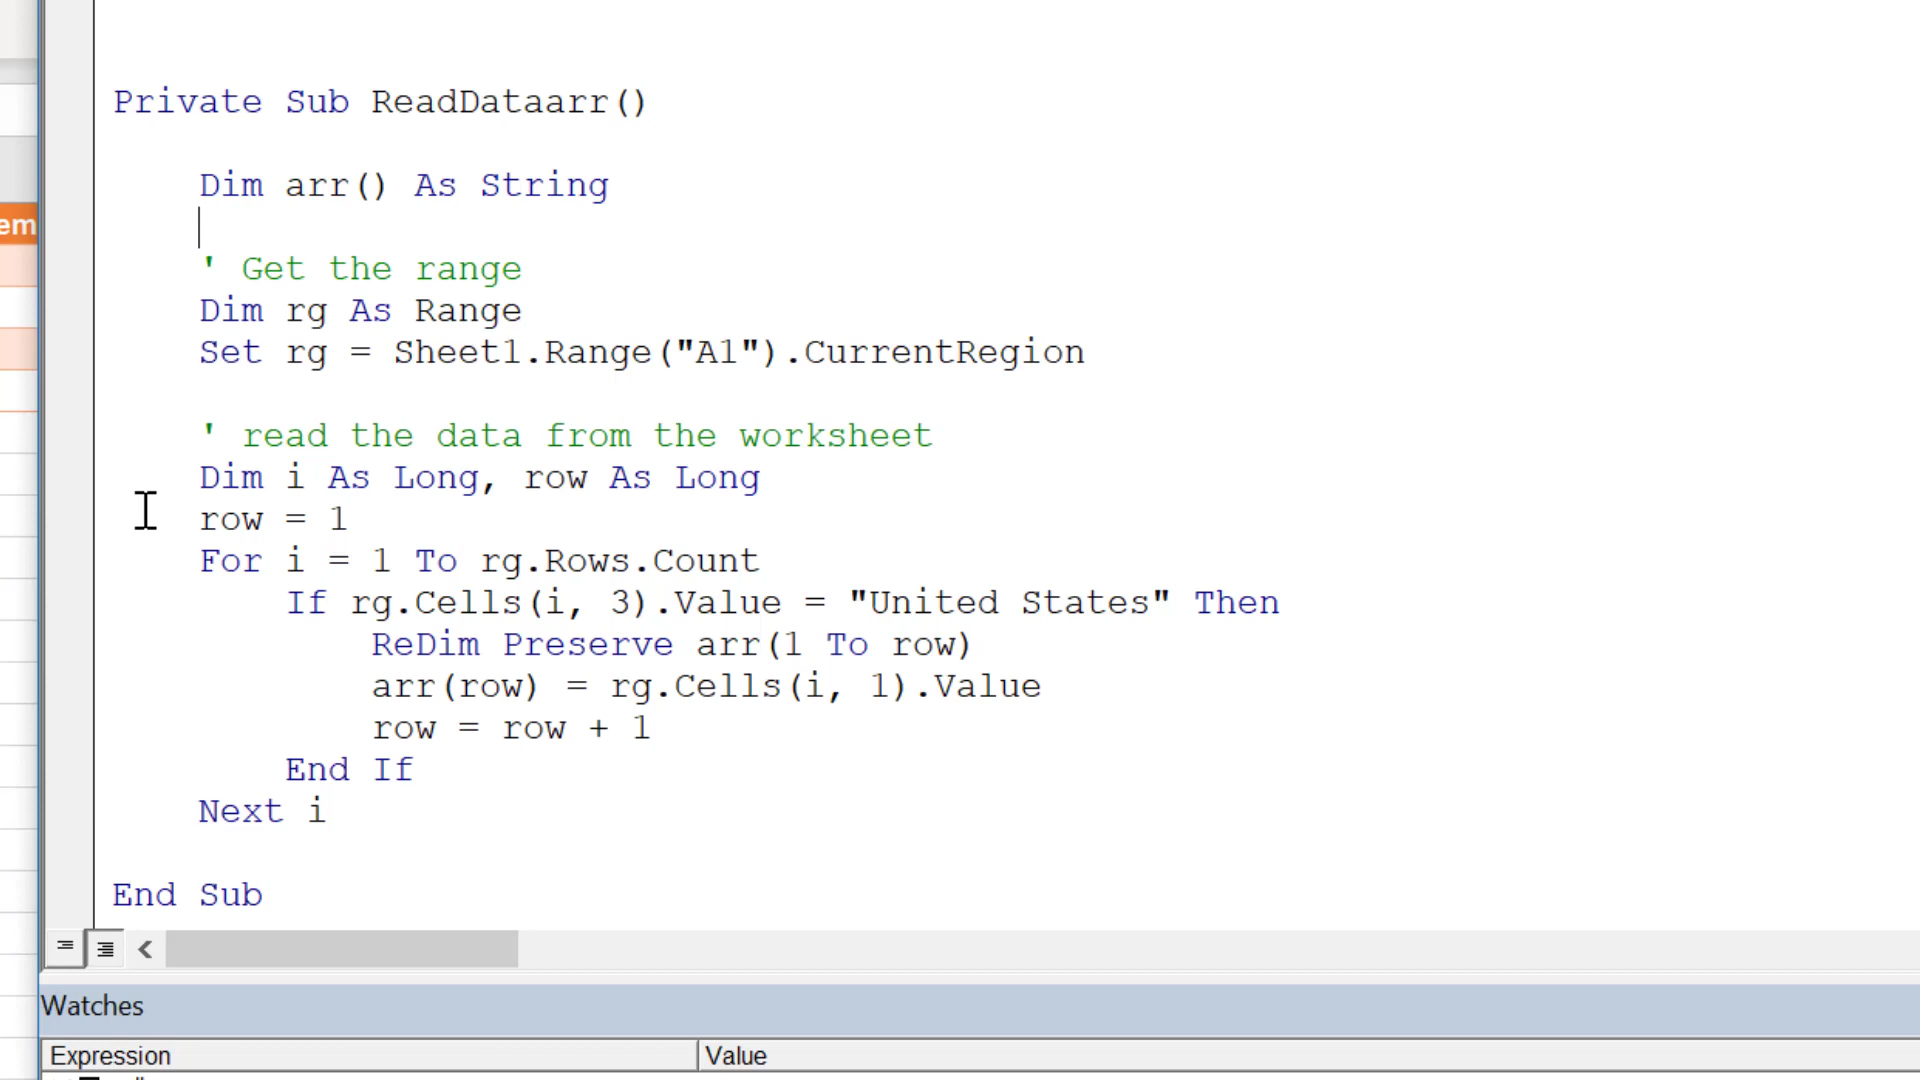 Private Sub ReadDataarr()
Dim arr() As String
em
' Get the range
Dim rg As Range
Set rg = Sheet1.Range("A1").CurrentRegion
' read the data from the worksheet
Dim i As Long, row As Long
row = 1
For i = 1 To rg.Rows.Count
If rg.Cells(i, 3).Value = "United States" Then
ReDim Preserve arr(1 To row)
arr(row) = rg.Cells(i, 1).Value
row = row + 1
End If
Next i
End Sub
Watches
Expression Value